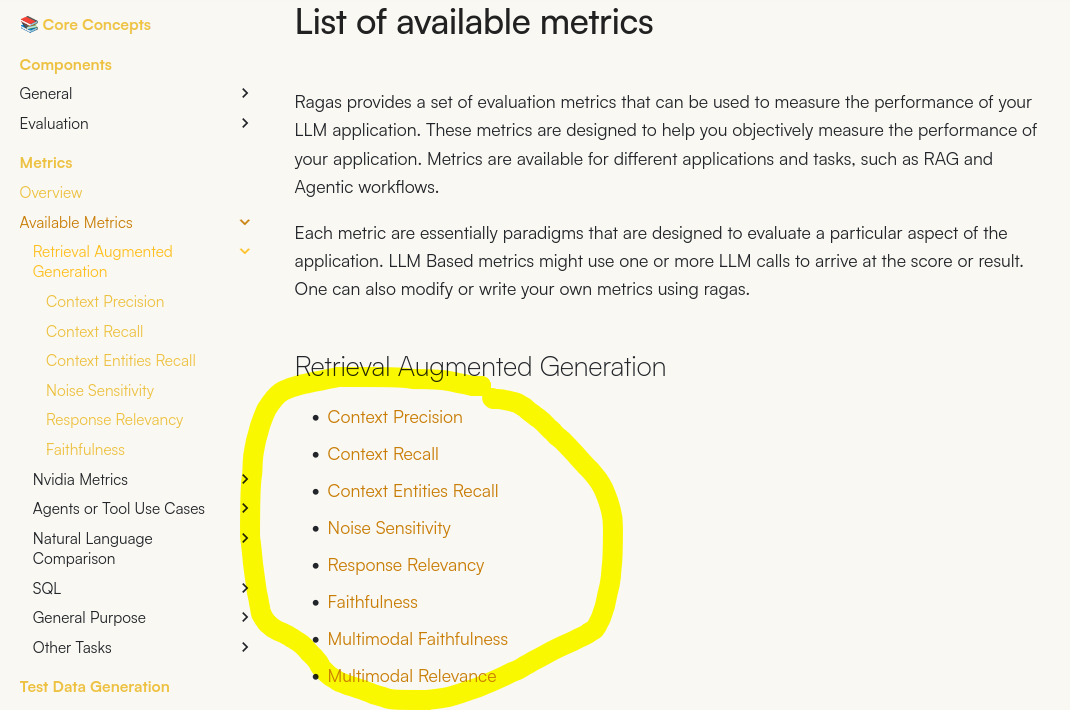 📚 Core Concepts
Components
General
Evaluation
Metrics
Overview
Available Metrics
Retrieval Augmented
Generation
Context Precision
Context Recall
Context Entities Recall
Noise Sensitivity
Response Relevancy
Faithfulness
Nvidia Metrics
Agents or Tool Use Cases
Natural Language
Comparison
SQL
General Purpose
Other Tasks
Test Data Generation
List of available metrics
Ragas provides a set of evaluation metrics that can be used to measure the performance of your
LLM application. These metrics are designed to help you objectively measure the performance of
your application. Metrics are available for different applications and tasks, such as RAG and
Agentic workflows.
Each metric are essentially paradigms that are designed to evaluate a particular aspect of the
application. LLM Based metrics might use one or more LLM calls to arrive at the score or result.
One can also modify or write your own metrics using ragas.
Retrieval Augmented Generation
• Context Precision
• Context Recall
• Context Entities Recall
• Noise Sensitivity
• Response Relevancy
• Faithfulness
• Multimodal Faithfulness
• Multimodal Relevance